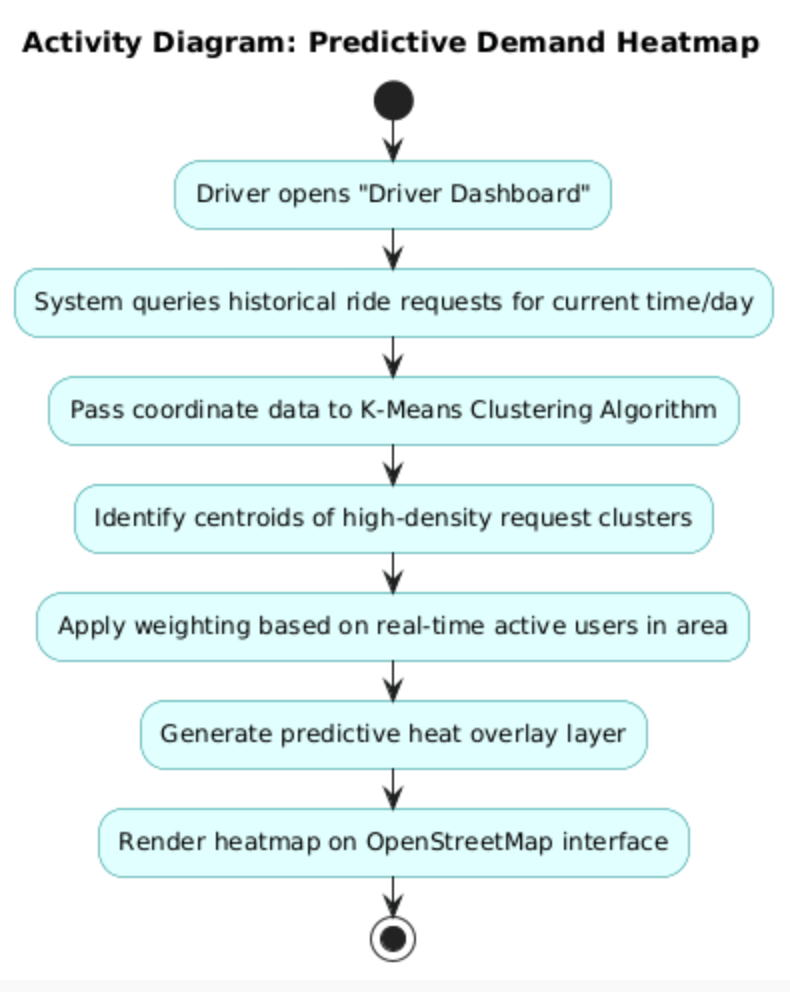 Activity Diagram: Predictive Demand Heatmap
Driver opens "Driver Dashboard"
System queries historical ride requests for current time/day
Pass coordinate data to K-Means Clustering Algorithm
Identify centroids of high-density request clusters
Apply weighting based on real-time active users in area
Generate predictive heat overlay layer
Render heatmap on OpenStreetMap interface